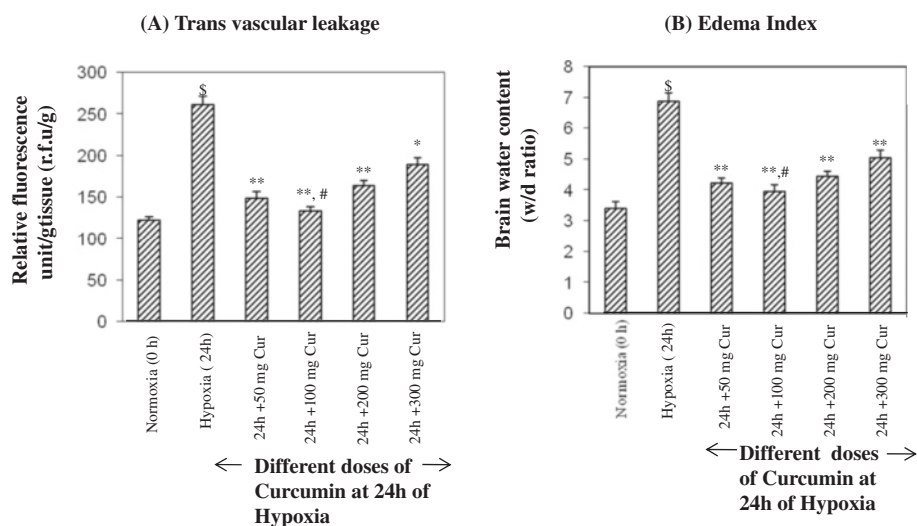 (A) Trans vascular leakage
Relative fluorescence
unit/gtissue (r.f.u/g)
300
250
200
150
100
50
0
$
**
**, #
**
*
Normoxia (0 h)
Hypoxia ( 24h)
24h +50 mg Cur
24h +100 mg Cur
24h +200 mg Cur
24h +300 mg Cur
Different doses of
Curcumin at 24h of
Hypoxia
(B) Edema Index
Brain water content
(w/d ratio)
8
7
6
5
4
3
2
1
0
$
**
**,#
**
**
Normoxia (0 h)
Hypoxia ( 24h)
24h +50 mg Cur
24h +100 mg Cur
24h +200 mg Cur
24h +300 mg Cur
Different doses
of Curcumin at
24h of Hypoxia